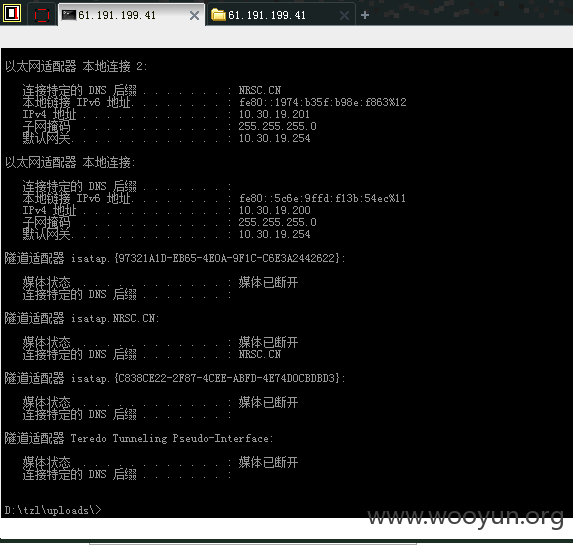 61.191.199.41
61.191.199.41
以太网适配器 本地连接 2:
连接特定的 DNS 后缀 . . . . . . . : NRSC.CN
本地链接 IPv6 地址. . . . . . . . : fe80::1974:b35f:b98e:f863%12
IPv4 地址 . . . . . . . . . . . . : 10.30.19.201
子网掩码 . . . . . . . . . . . . : 255.255.255.0
默认网关. . . . . . . . . . . . . : 10.30.19.254
以太网适配器 本地连接:
连接特定的 DNS 后缀 . . . . . . . :
本地链接 IPv6 地址. . . . . . . . : fe80::5c6e:9ffd:f13b:54ec%11
IPv4 地址 . . . . . . . . . . . . : 10.30.19.200
子网掩码 . . . . . . . . . . . . : 255.255.255.0
默认网关. . . . . . . . . . . . . : 10.30.19.254
隧道适配器 isatap.{97321A1D-EB65-4E0A-9F1C-C6E3A2442622}:
媒体状态 . . . . . . . . . . . . : 媒体已断开
连接特定的 DNS 后缀 . . . . . . . :
隧道适配器 isatap.NRSC.CN:
媒体状态 . . . . . . . . . . . . : 媒体已断开
连接特定的 DNS 后缀 . . . . . . . : NRSC.CN
隧道适配器 isatap.{C838CE22-2F87-4CEE-ABFD-4E74D0CBDBD3}:
媒体状态 . . . . . . . . . . . . : 媒体已断开
连接特定的 DNS 后缀 . . . . . . . :
隧道适配器 Teredo Tunneling Pseudo-Interface:
媒体状态 . . . . . . . . . . . . : 媒体已断开
连接特定的 DNS 后缀 . . . . . . . :
D:\tzl\uploads\>
www.wooyun.org